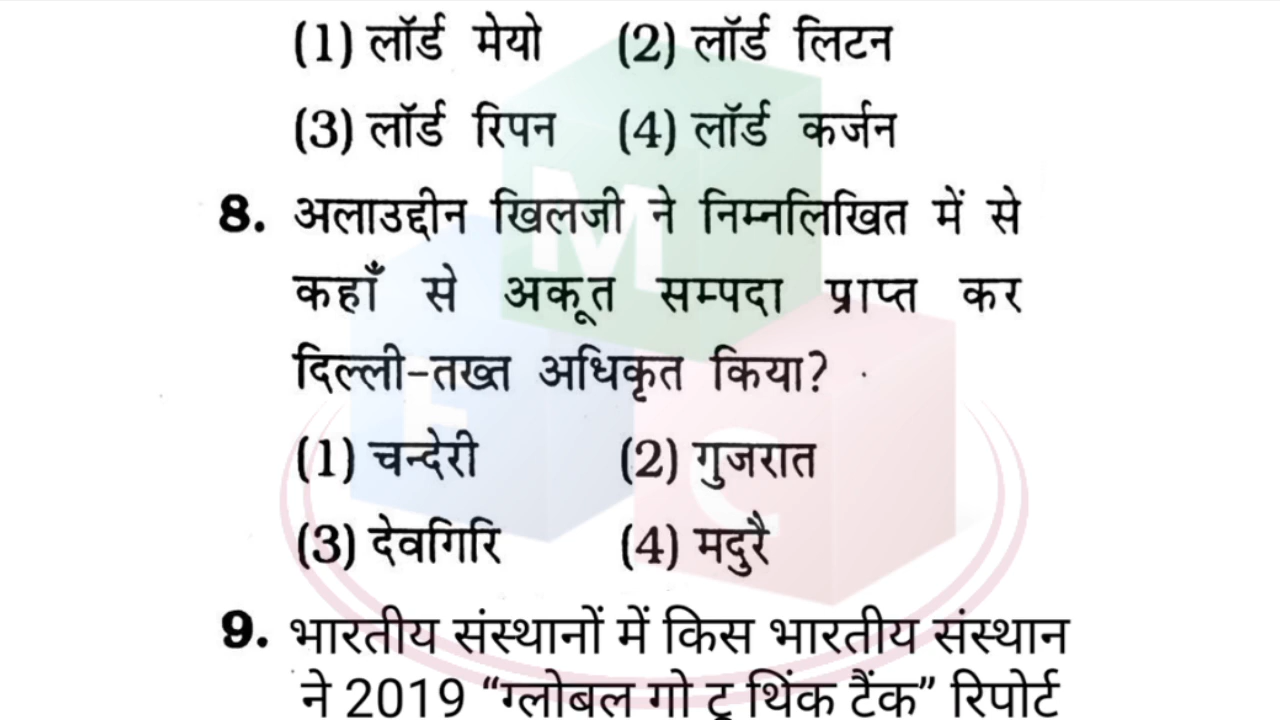 (1) लॉर्ड मेयो (2) लॉर्ड लिटन
(3) लॉर्ड रिपन (4) लॉर्ड कर्जन
8. अलाउद्दीन खिलजी ने निम्नलिखित में से
कहाँ से अकूत सम्पदा प्राप्त कर
दिल्ली-तख्त अधिकृत किया?
(1) चन्देरी (2) गुजरात
(3) देवगिरि (4) मदुरै
9. भारतीय संस्थानों में किस भारतीय संस्थान
ने 2019 “ग्लोबल गो टू थिंक टैंक” रिपोर्ट
M
E
C